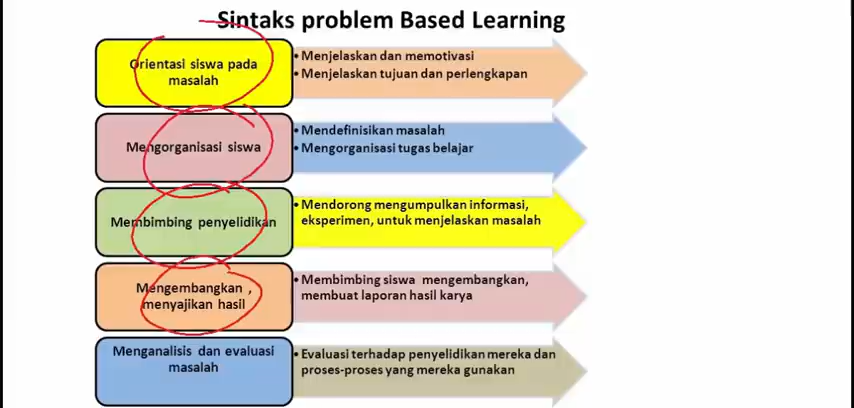 Sintaks problem Based Learning
Orientasi siswa pada
masalah
• Menjelaskan dan memotivasi
• Menjelaskan tujuan dan perlengkapan
Mengorganisasi siswa
• Mendefinisikan masalah
• Mengorganisasi tugas belajar
Membimbing penyelidikan
• Mendorong mengumpulkan informasi,
eksperimen, untuk menjelaskan masalah
Mengembangkan ,
menyajikan hasil
• Membimbing siswa mengembangkan,
membuat laporan hasil karya
Menganalisis dan evaluasi
masalah
• Evaluasi terhadap penyelidikan mereka dan
proses-proses yang mereka gunakan